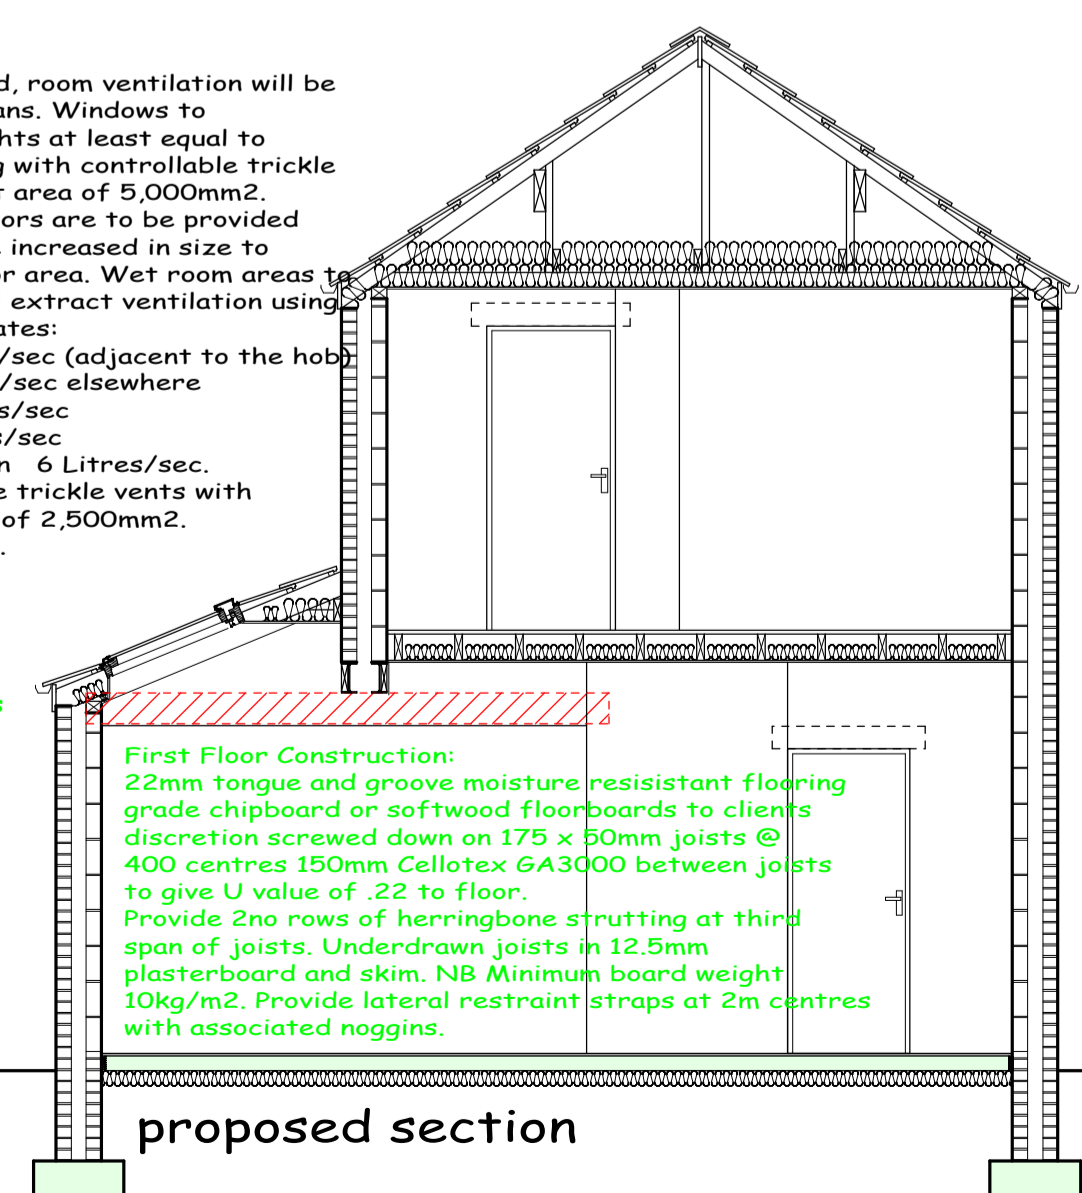 d, room ventilation will be
ans. Windows to
hts at least equal to
g with controllable trickle
t area of 5,000mm2.
ors are to be provided
e increased in size to
or area. Wet room areas to
extract ventilation using
ates:
/sec (adjacent to the hob)
/sec elsewhere
s/sec
s/sec
n 6 Litres/sec.
e trickle vents with
of 2,500mm2.
.
s
First Floor Construction:
22mm tongue and groove moisture resisistant flooring
grade chipboard or softwood floorboards to clients
discretion screwed down on 175 x 50mm joists @
400 centres 150mm Cellotex GA3000 between joists
to give U value of .22 to floor.
Provide 2no rows of herringbone strutting at third
span of joists. Underdrawn joists in 12.5mm
plasterboard and skim. NB Minimum board weight
10kg/m2. Provide lateral restraint straps at 2m centres
with associated noggins.
proposed section